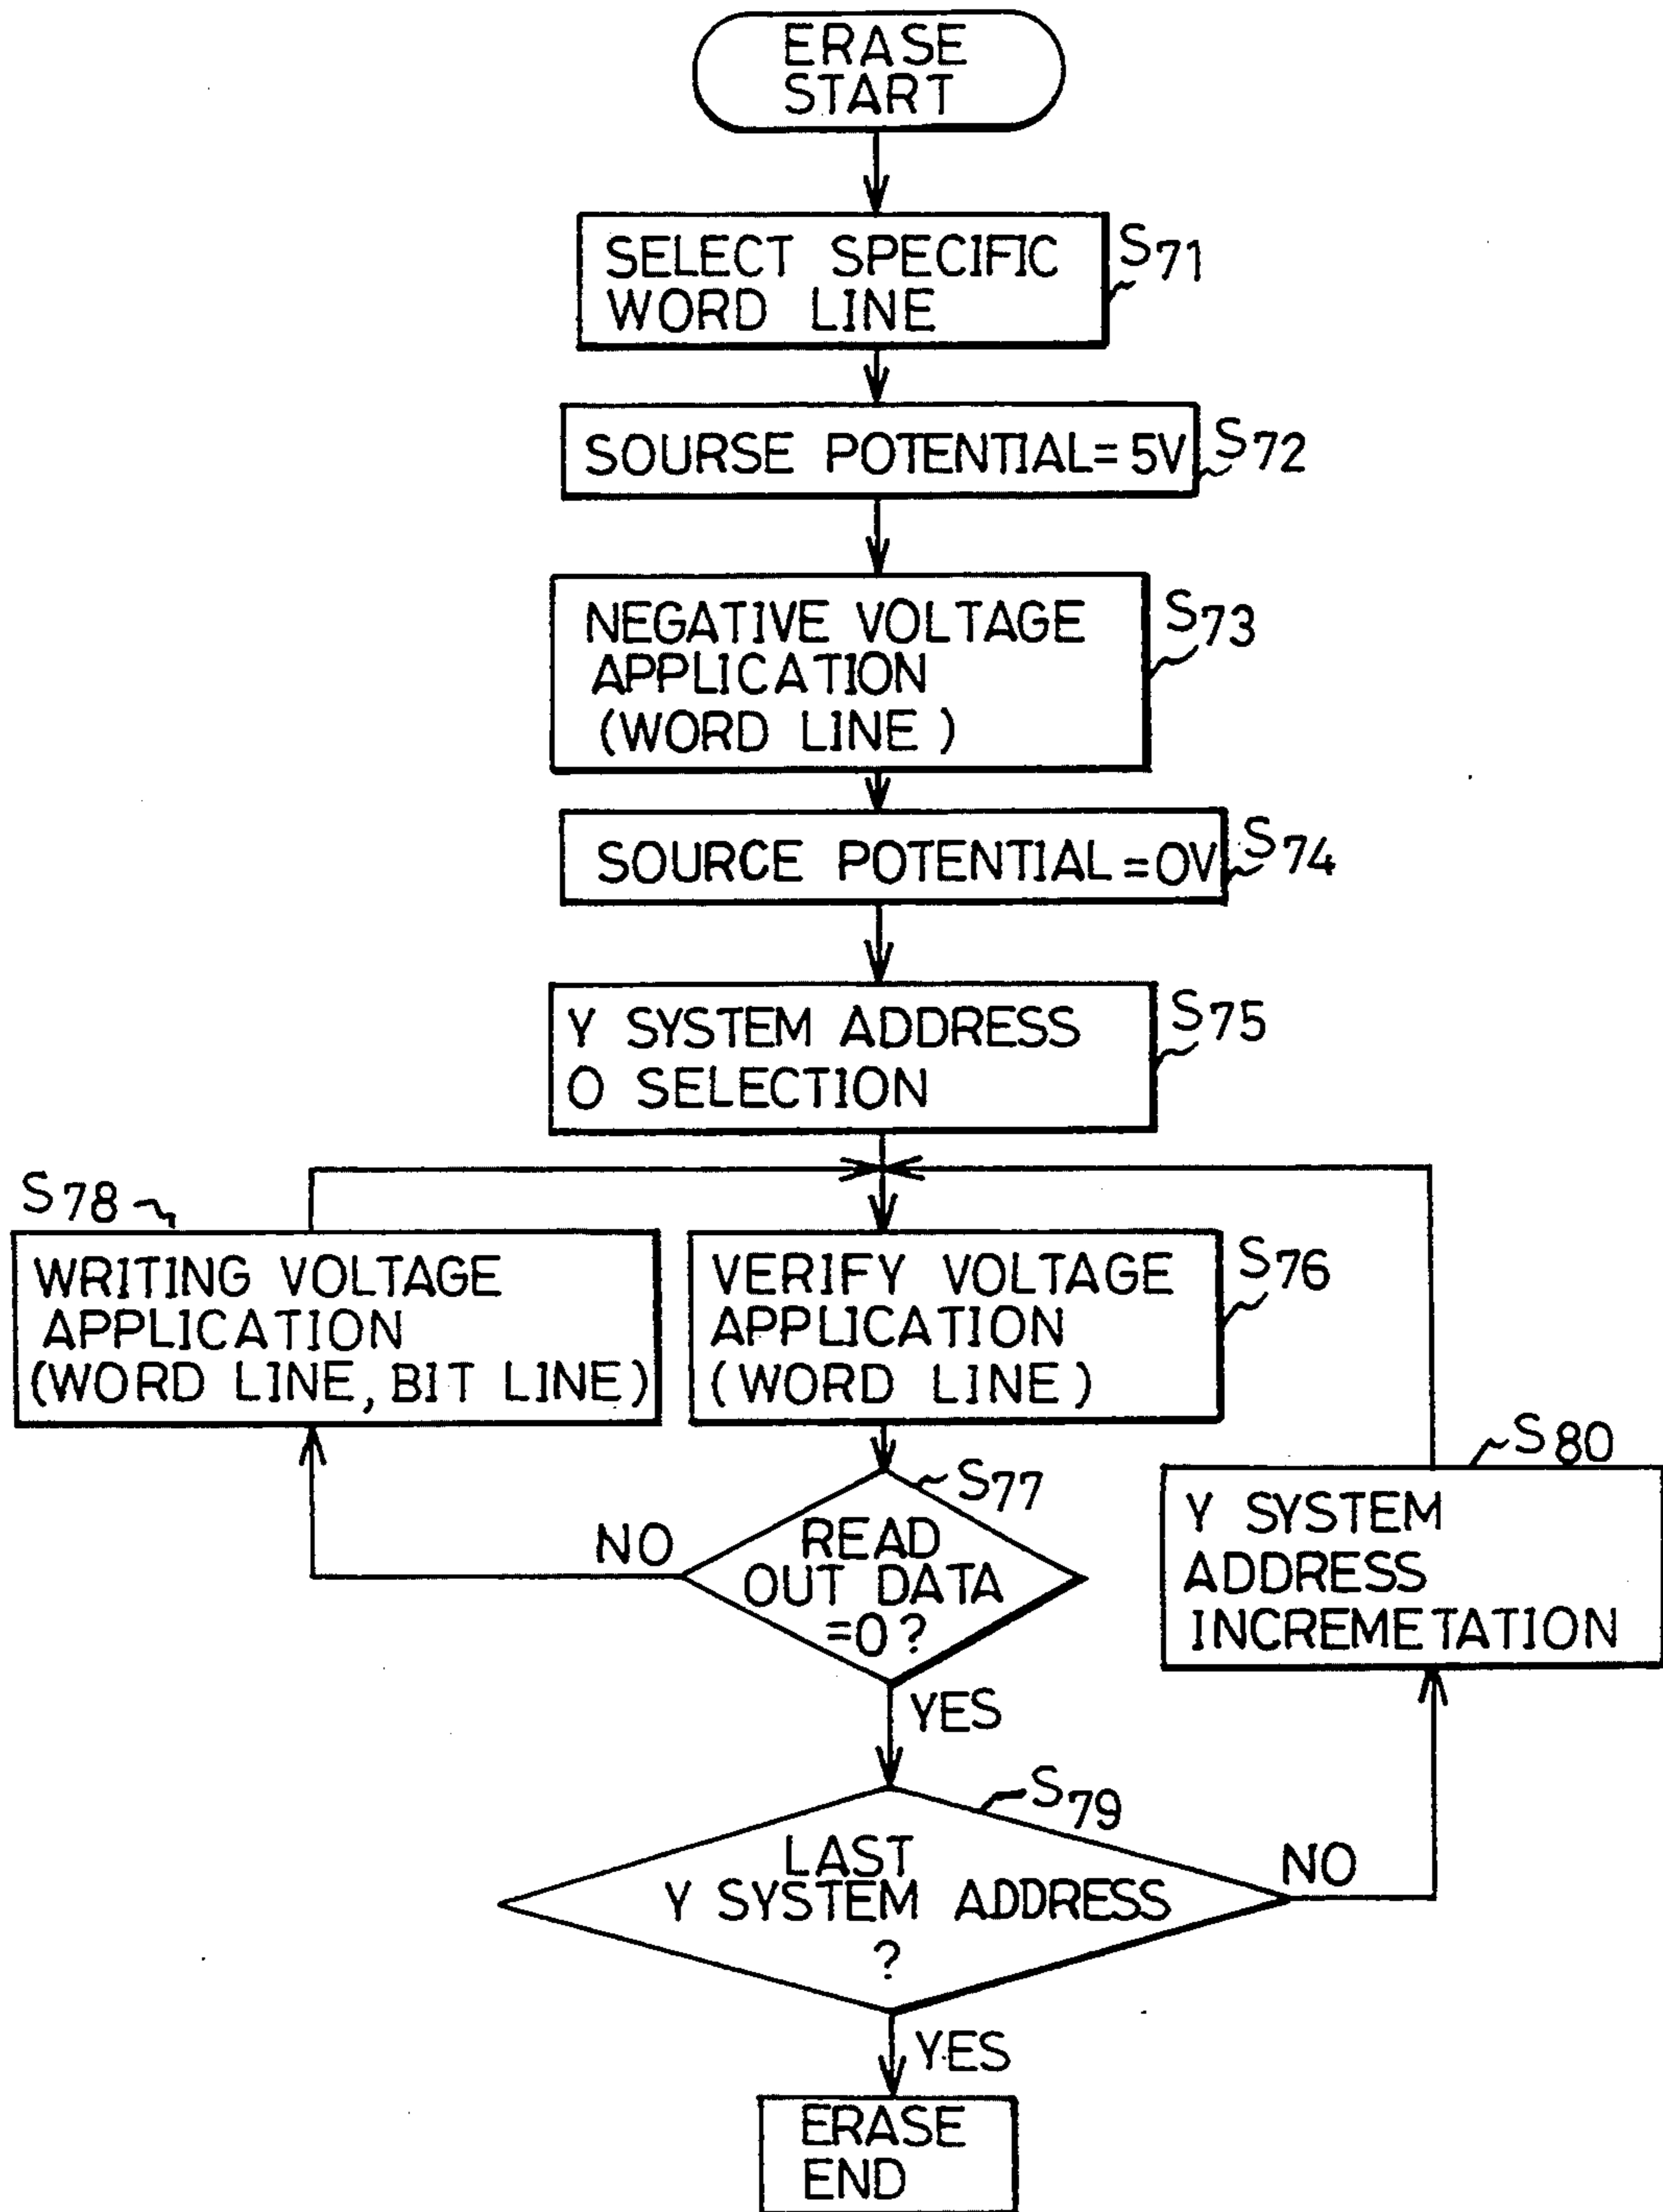 ERASE
START
SELECT SPECIFIC
WORD LINE
S71
SOURSE POTENTIAL=5V
S72
NEGATIVE VOLTAGE
APPLICATION
(WORD LINE)
S73
SOURCE POTENTIAL=0V
S74
Y SYSTEM ADDRESS
0 SELECTION
S75
S78
WRITING VOLTAGE
APPLICATION
(WORD LINE, BIT LINE)
VERIFY VOLTAGE
APPLICATION
(WORD LINE)
S76
S77
READ
OUT DATA
=0?
NO
YES
S80
Y SYSTEM
ADDRESS
INCREMETATION
S79
LAST
Y SYSTEM ADDRESS
?
NO
YES
ERASE
END